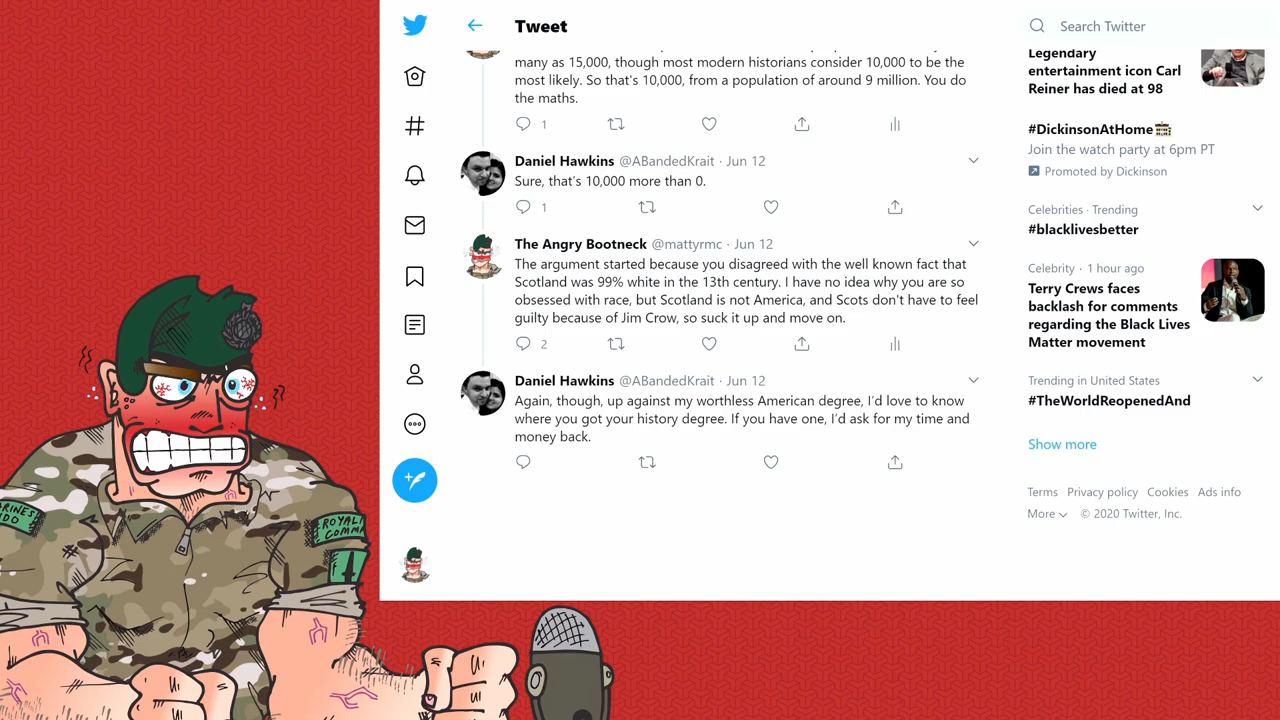 Tweet
Search Twitter
many as 15,000, though most modern historians consider 10,000 to be the
most likely. So that's 10,000, from a population of around 9 million. You do
the maths.
1
Daniel Hawkins @ABandedKrait · Jun 12
Sure, that's 10,000 more than 0.
1
The Angry Bootneck @mattyrmc · Jun 12
The argument started because you disagreed with the well known fact that
Scotland was 99% white in the 13th century. I have no idea why you are so
obsessed with race, but Scotland is not America, and Scots don't have to feel
guilty because of Jim Crow, so suck it up and move on.
2
Daniel Hawkins @ABandedKrait · Jun 12
Again, though, up against my worthless American degree, I'd love to know
where you got your history degree. If you have one, I'd ask for my time and
money back.
Legendary
entertainment icon Carl
Reiner has died at 98
#DickinsonAtHome
Join the watch party at 6pm PT
Promoted by Dickinson
Celebrities · Trending
#blacklivesbetter
Celebrity · 1 hour ago
Terry Crews faces
backlash for comments
regarding the Black Lives
Matter movement
Trending in United States
#TheWorldReopenedAnd
Show more
Terms Privacy policy Cookies Ads info
More © 2020 Twitter, Inc.
ARINES
DO
ROYAL
COMMA